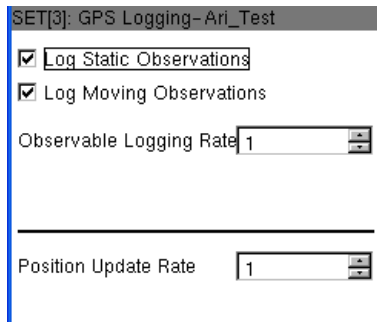 SET[3]: GPS Logging-Ari_Test
Log Static Observations
Log Moving Observations
Observable Logging Rate 1
Position Update Rate 1